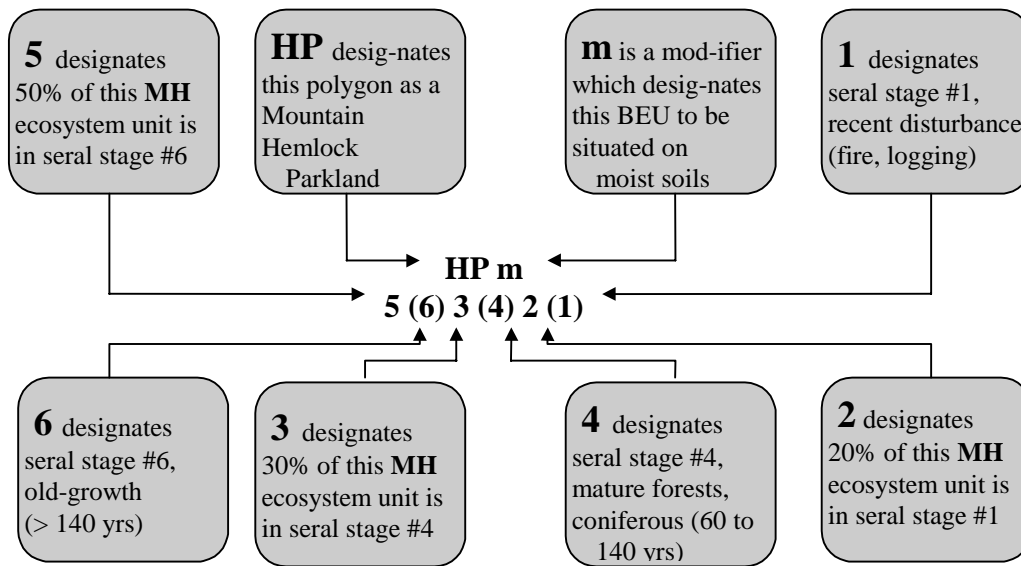 5 designates
50% of this MH
ecosystem unit is
in seral stage #6
HP desig-nates
this polygon as a
Mountain
Hemlock
Parkland
m is a mod-ifier
which desig-nates
this BEU to be
situated on
moist soils
1 designates
seral stage #1,
recent disturbance
(fire, logging)
HP m
5 (6) 3 (4) 2 (1)
6 designates
seral stage #6,
old-growth
(> 140 yrs)
3 designates
30% of this MH
ecosystem unit is
in seral stage #4
4 designates
seral stage #4,
mature forests,
coniferous (60 to
140 yrs)
2 designates
20% of this MH
ecosystem unit is
in seral stage #1